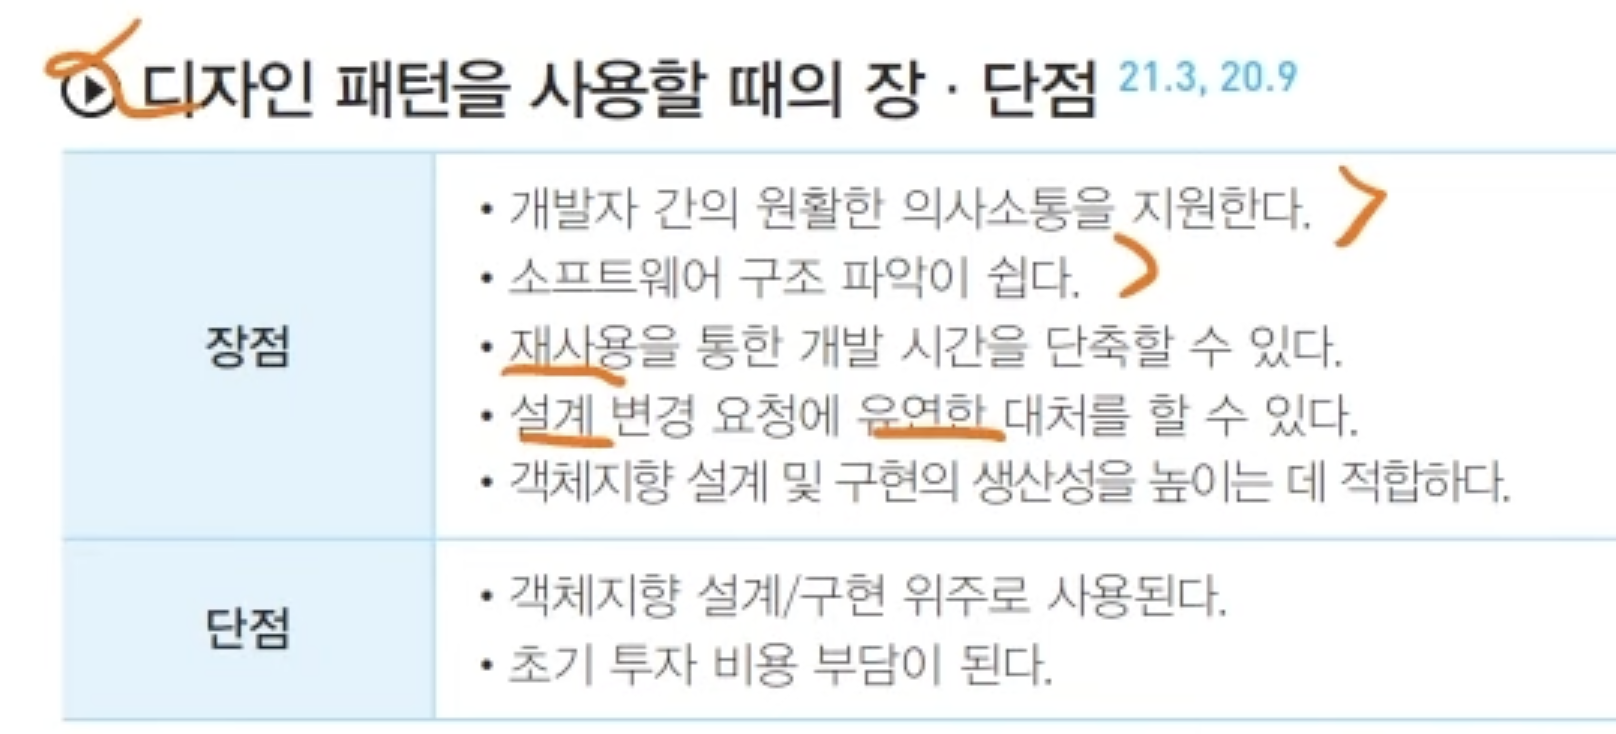 디자인 패턴을 사용할 때의 장·단점 21.3, 20.9
장점
• 개발자 간의 원활한 의사소통을 지원한다.
• 소프트웨어 구조 파악이 쉽다.
• 재사용을 통한 개발 시간을 단축할 수 있다.
• 설계 변경 요청에 유연한 대처를 할 수 있다.
• 객체지향 설계 및 구현의 생산성을 높이는 데 적합하다.
단점
• 객체지향 설계/구현 위주로 사용된다.
• 초기 투자 비용 부담이 된다.